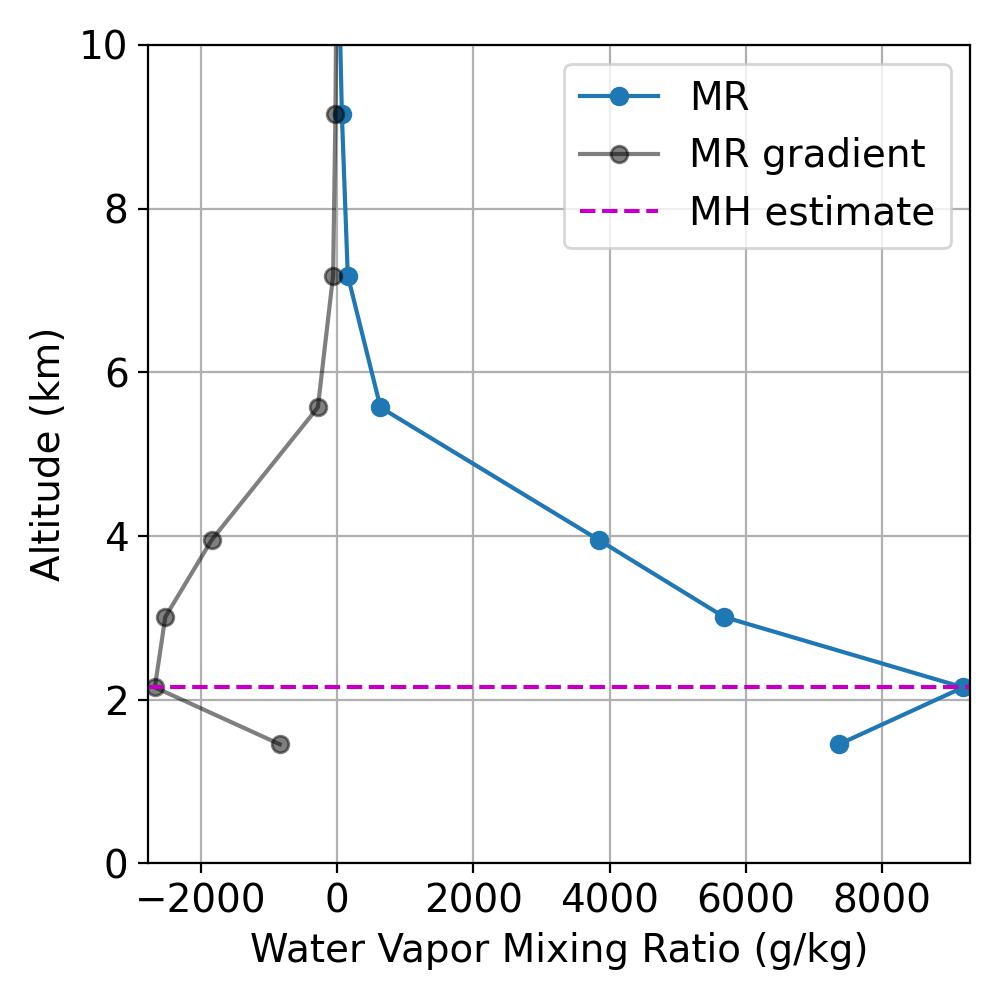 10
8
6
4
2
0
Altitude (km)
MR
MR gradient
MH estimate
−2000 0 2000 4000 6000 8000
Water Vapor Mixing Ratio (g/kg)